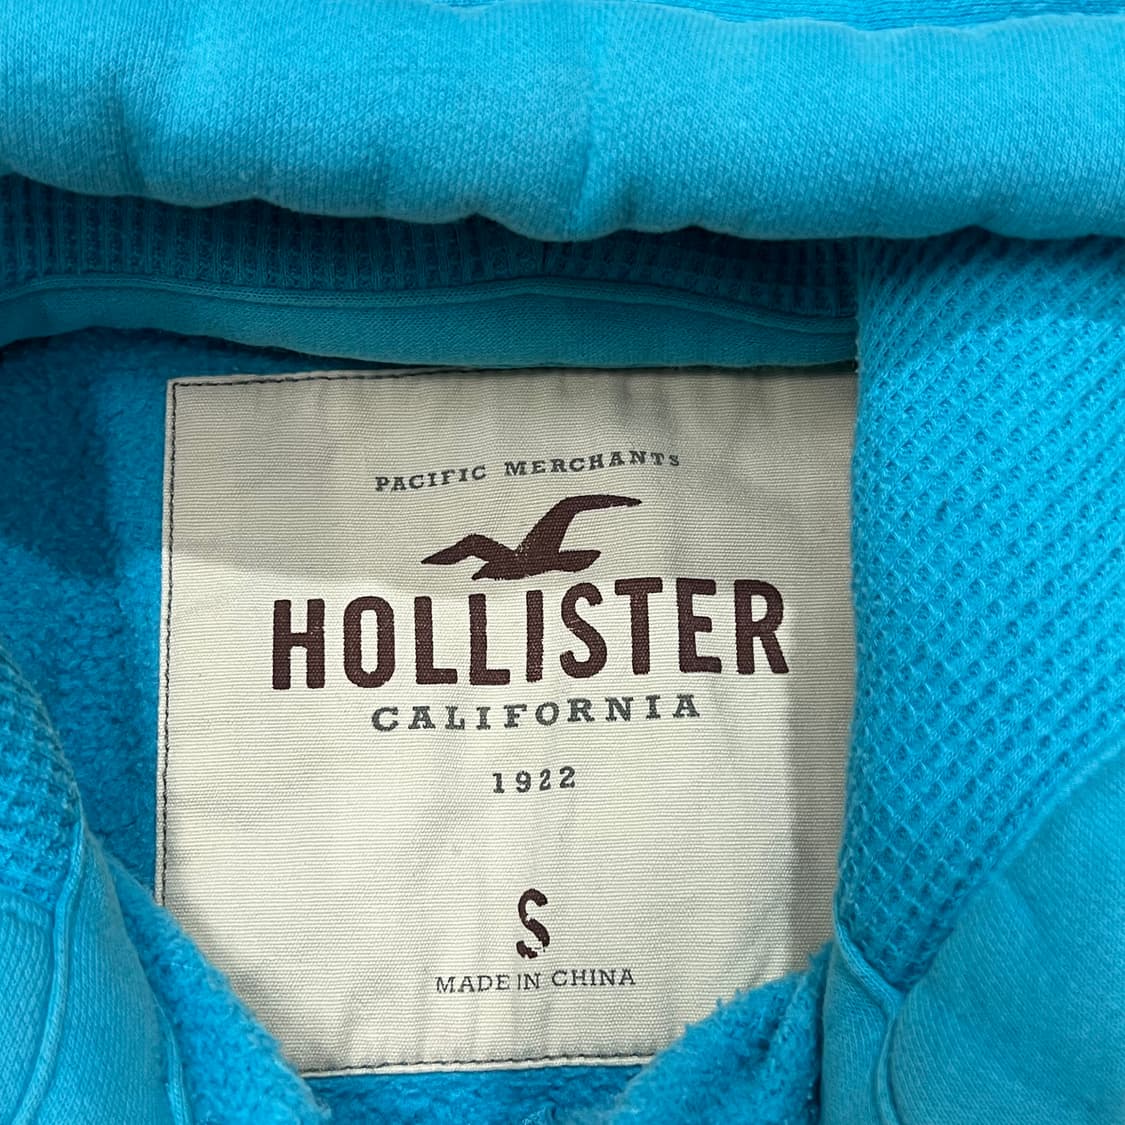 PACIFIC MERCHANTS
HOLLISTER
CALIFORNIA
1922
S
MADE IN CHINA